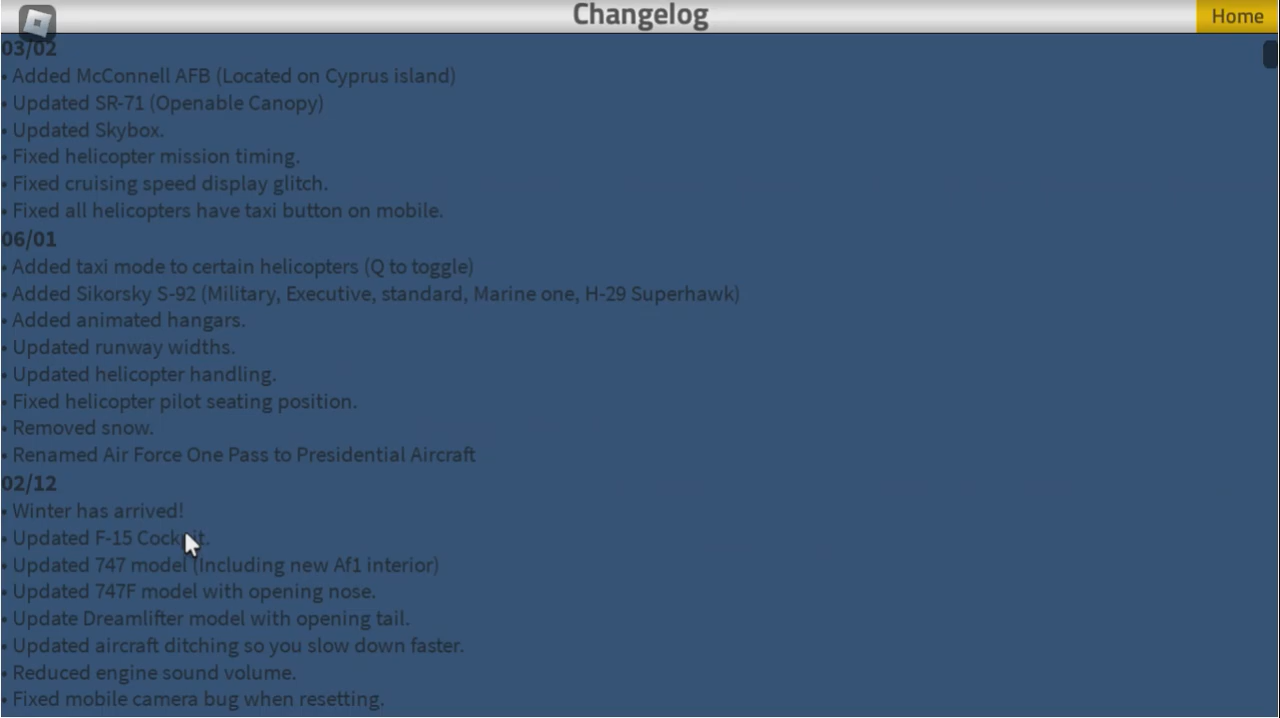 Changelog
Home
03/02
• Added McConnell AFB (Located on Cyprus island)
• Updated SR-71 (Openable Canopy)
• Updated Skybox.
• Fixed helicopter mission timing.
• Fixed cruising speed display glitch.
• Fixed all helicopters have taxi button on mobile.
06/01
• Added taxi mode to certain helicopters (Q to toggle)
• Added Sikorsky S-92 (Military, Executive, standard, Marine one, H-29 Superhawk)
• Added animated hangars.
• Updated runway widths.
• Updated helicopter handling.
• Fixed helicopter pilot seating position.
• Removed snow.
• Renamed Air Force One Pass to Presidential Aircraft
02/12
• Winter has arrived!
• Updated F-15 Cockpit.
• Updated 747 model (Including new Af1 interior)
• Updated 747F model with opening nose.
• Update Dreamlifter model with opening tail.
• Updated aircraft ditching so you slow down faster.
• Reduced engine sound volume.
• Fixed mobile camera bug when resetting.